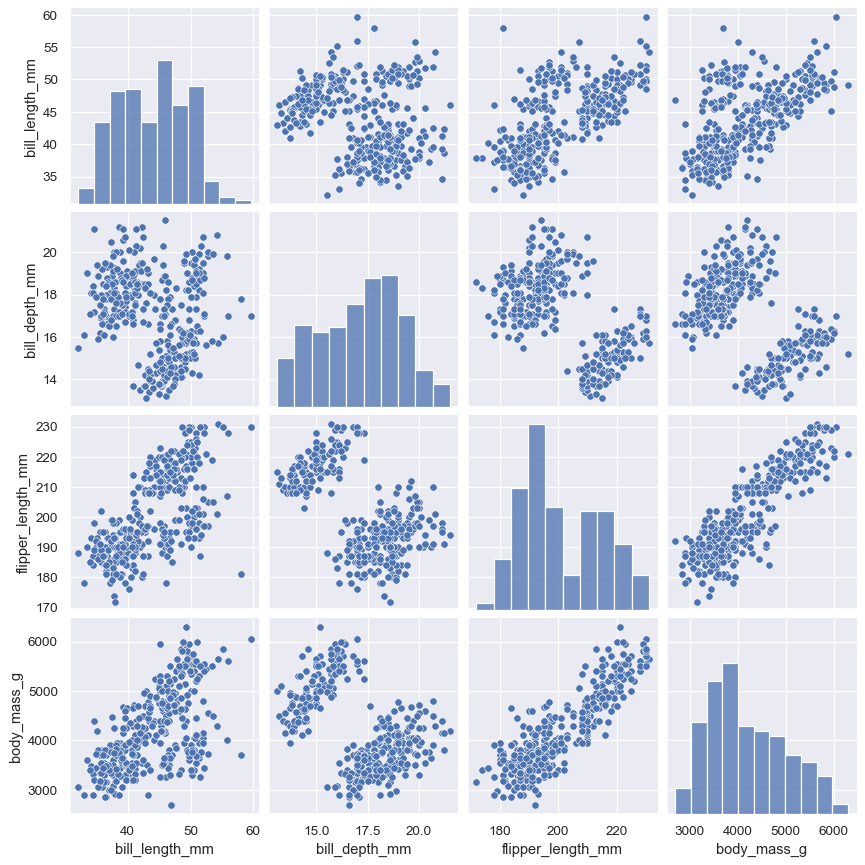 60
55
50
45
40
35
bill_length_mm
20
18
16
14
bill_depth_mm
230
220
210
200
190
180
170
flipper_length_mm
6000
5000
4000
3000
body_mass_g
40 50 60
bill_length_mm
15.0 17.5 20.0
bill_depth_mm
180 200 220
flipper_length_mm
3000 4000 5000 6000
body_mass_g